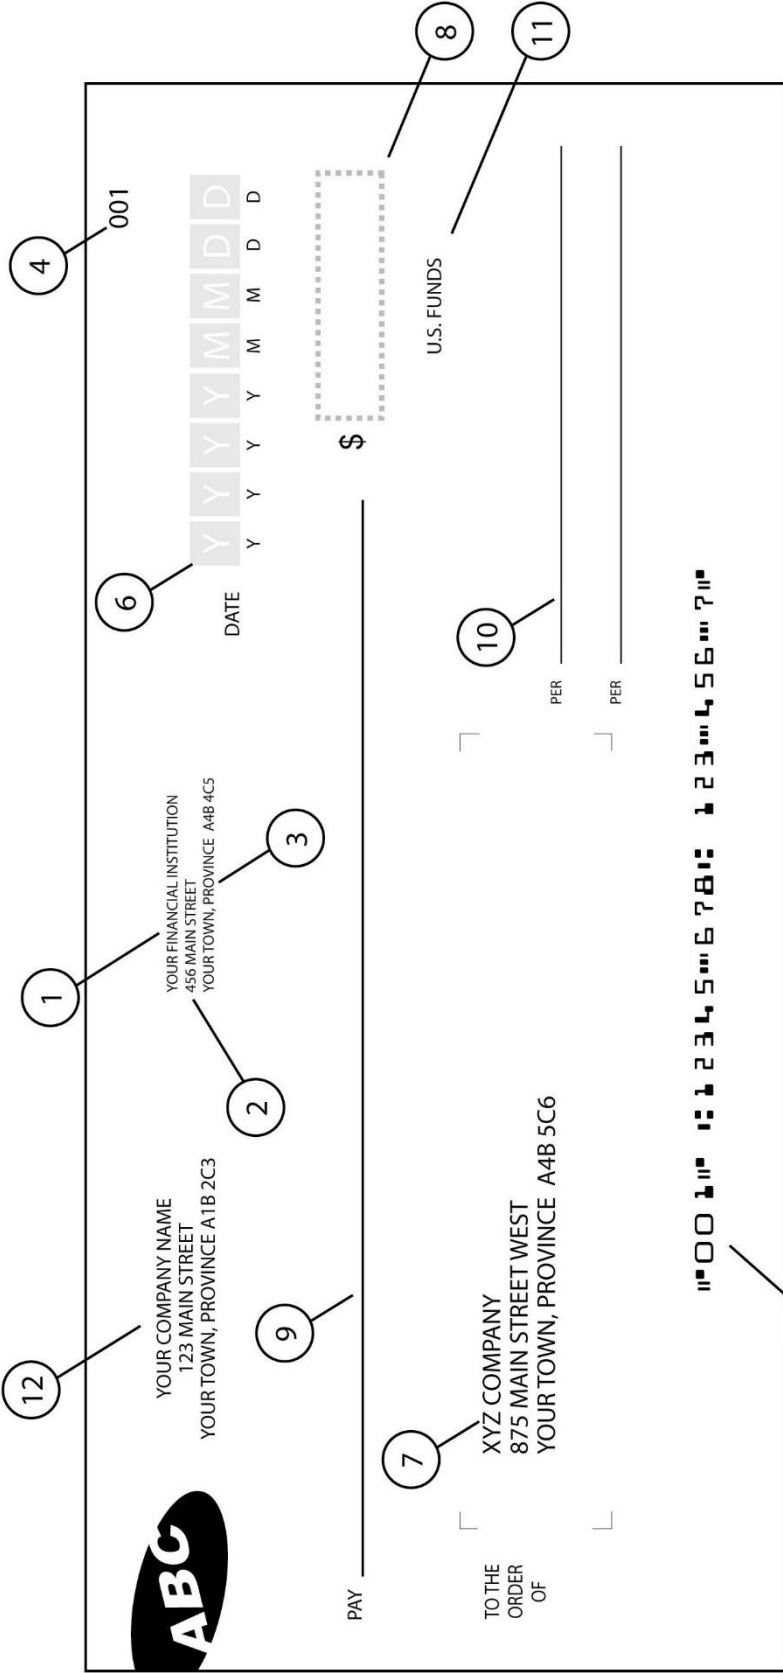 12
1
4
001
ABC
YOUR COMPANY NAME
123 MAIN STREET
YOUR TOWN, PROVINCE A1B 2C3
YOUR FINANCIAL INSTITUTION
456 MAIN STREET
YOUR TOWN, PROVINCE A4B 4C5
2
3
6
DATE
Y Y Y Y M M D D
Y Y Y Y M M D D
9
PAY
$
8
U.S. FUNDS
11
7
TO THE
ORDER
OF
XYZ COMPANY
875 MAIN STREET WEST
YOUR TOWN, PROVINCE A4B 5C6
10
PER
PER
⑈001⑈ ⑆12345⑉678⑆ 123⑉456⑉7⑈